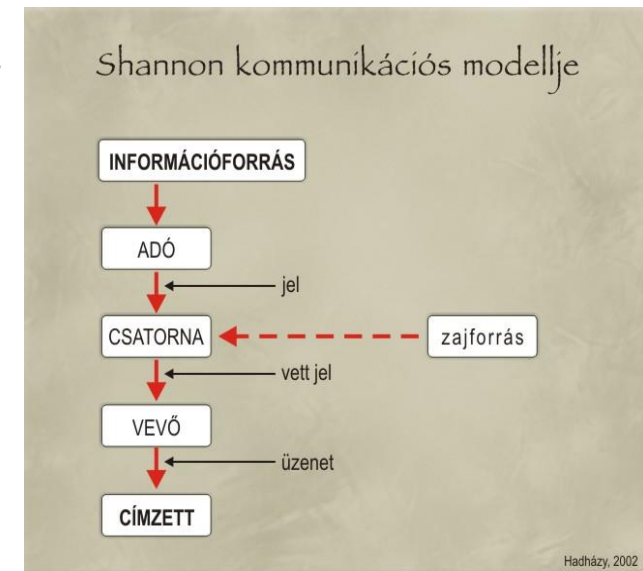 Shannon kommunikációs modellje
INFORMÁCIÓFORRÁS
ADÓ
jel
CSATORNA
zajforrás
vett jel
VEVŐ
üzenet
CÍMZETT
Hadházy, 2002